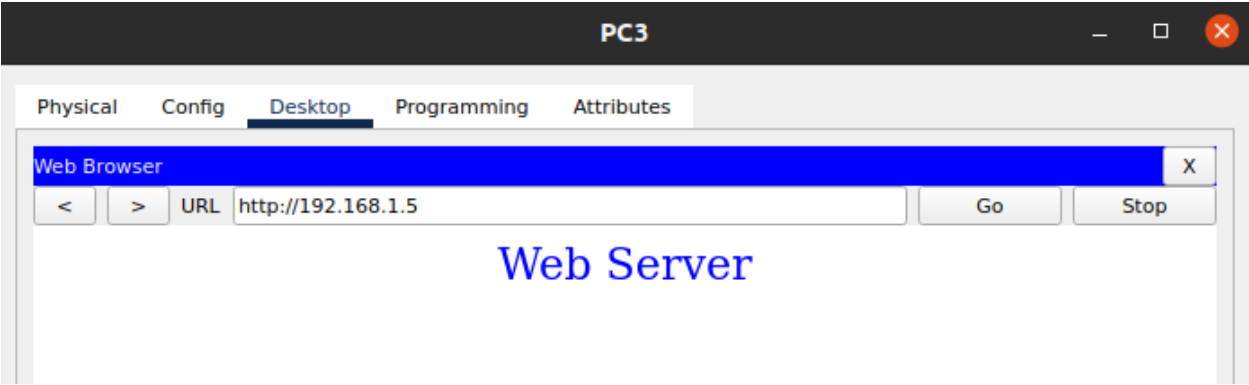 PC3
Physical Config Desktop Programming Attributes
Web Browser X
< > URL http://192.168.1.5 Go Stop
Web Server